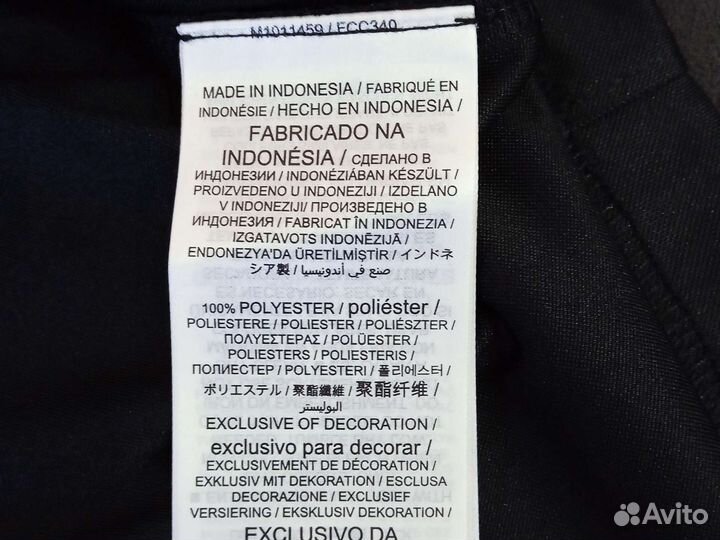 M1011459 / FCC340
MADE IN INDONESIA / FABRIQUÉ EN
INDONÉSIE / HECHO EN INDONESIA /
FABRICADO NA
INDONÉSIA / СДЕЛАНО В
ИНДОНЕЗИИ / INDONÉZIÁBAN KÉSZÜLT /
PROIZVEDENO U INDONEZIJI / IZDELANO
V INDONEZIJI/ ПРОИЗВЕДЕНО В
ИНДОНЕЗИЯ / FABRICAT ÎN INDONEZIA /
IZGATAVOTS INDONĒZIJĀ /
ENDONEZYA'DA ÜRETİLMİŞTİR / インドネ
シア製 / صنع في أندونيسيا
100% POLYESTER / poliéster /
POLIESTERE / POLIESTER / POLIÉSZTER /
ΠΟΛΥΕΣΤΕΡΑΣ / POLÜESTER /
POLIESTERS / POLIESTERIS /
ПОЛИЕСТЕР / POLYESTERI / 폴리에스터 /
ポリエステル / 聚酯纖維 / 聚酯纤维 /
البوليستر
EXCLUSIVE OF DECORATION /
exclusivo para decorar /
EXCLUSIVEMENT DE DÉCORATION /
EXKLUSIV MIT DEKORATION / ESCLUSA
DECORAZIONE / EXCLUSIEF
VERSIERING / EKSKLUSIV DEKORATION /
EXCLUSIVO DA
Avito